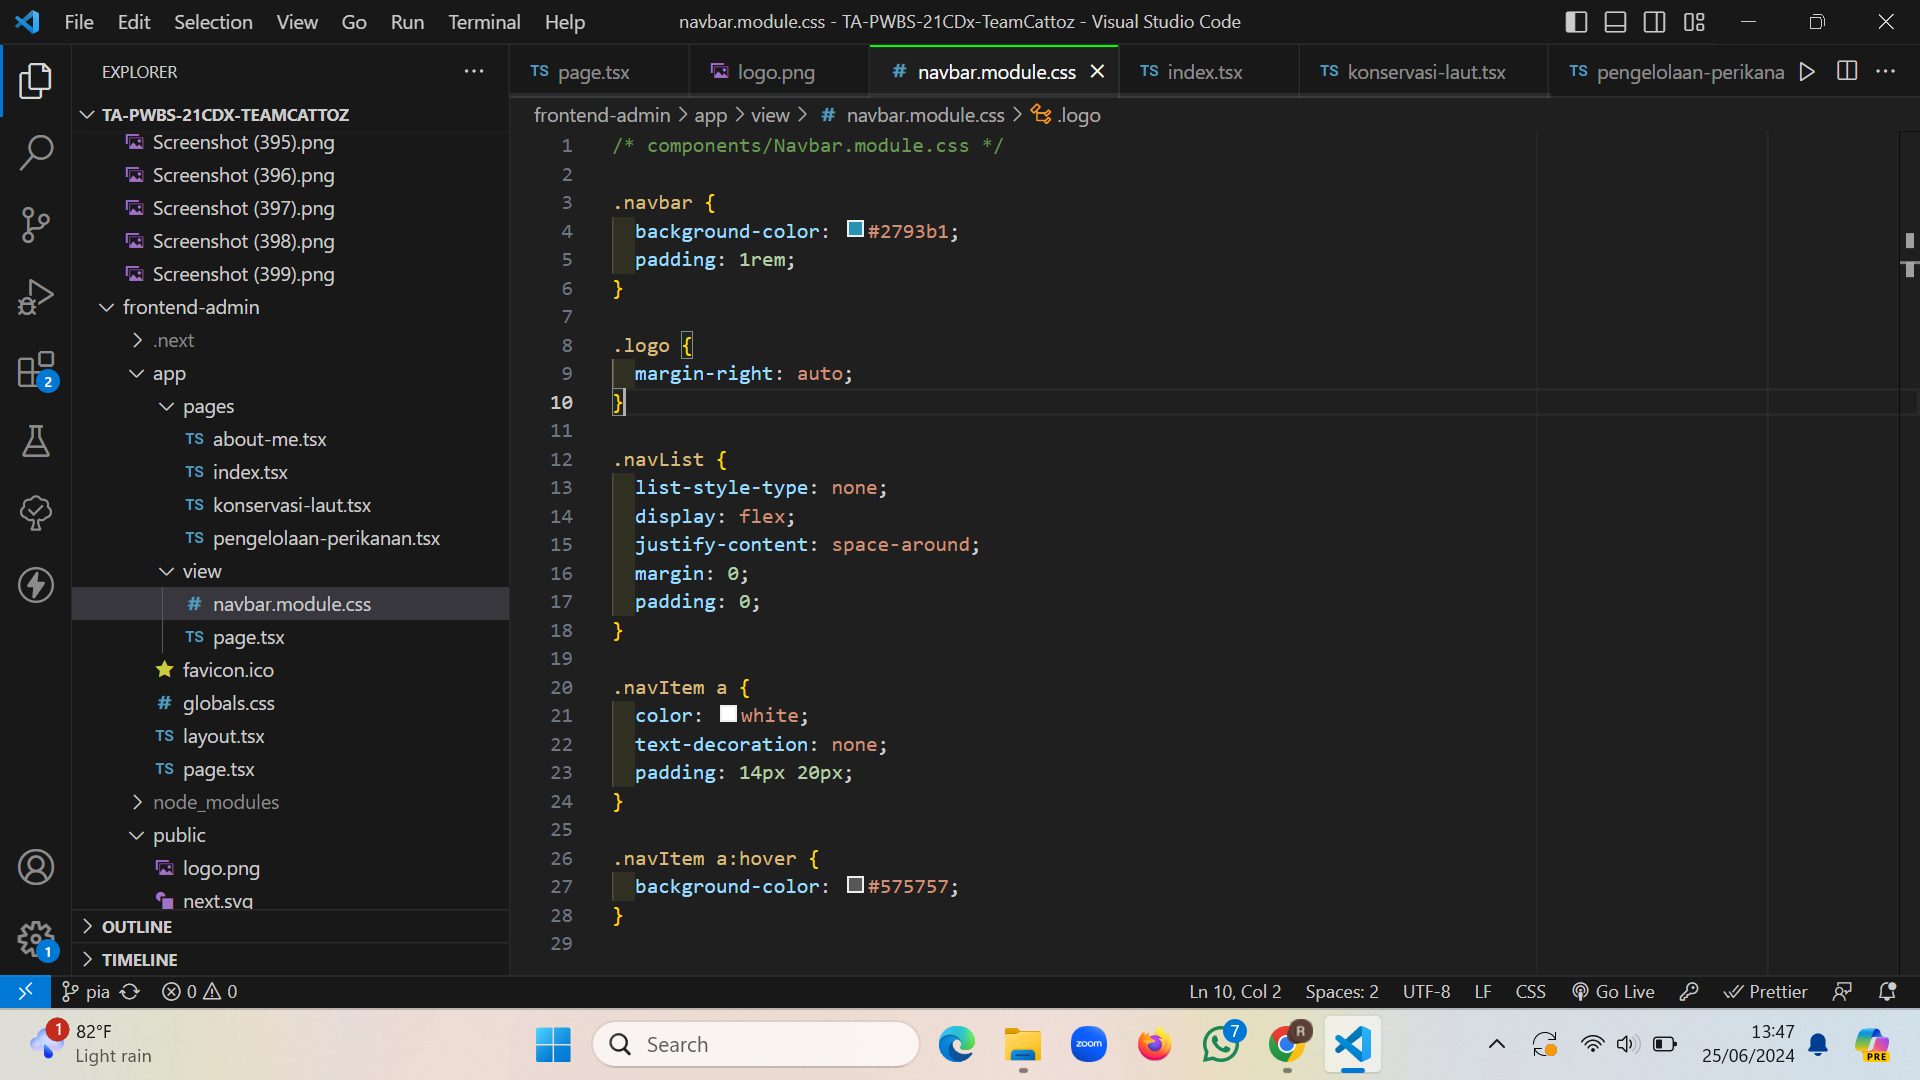 File Edit Selection View Go Run Terminal Help
navbar.module.css - TA-PWBS-21CDx-TeamCattoz - Visual Studio Code
EXPLORER
TA-PWBS-21CDX-TEAMCATTOZ
Screenshot (395).png
Screenshot (396).png
Screenshot (397).png
Screenshot (398).png
Screenshot (399).png
frontend-admin
.next
app
pages
TS about-me.tsx
TS index.tsx
TS konservasi-laut.tsx
TS pengelolaan-perikanan.tsx
view
# navbar.module.css
TS page.tsx
favicon.ico
# globals.css
TS layout.tsx
TS page.tsx
node_modules
public
logo.png
next.svg
OUTLINE
TIMELINE
2
1
TS page.tsx
logo.png
# navbar.module.css
TS index.tsx
TS konservasi-laut.tsx
TS pengelolaan-perikana
frontend-admin > app > view > # navbar.module.css > .logo
1 /* components/Navbar.module.css */
2
3 .navbar {
4 background-color: #2793b1;
5 padding: 1rem;
6 }
7
8 .logo {
9 margin-right: auto;
10 }
11
12 .navList {
13 list-style-type: none;
14 display: flex;
15 justify-content: space-around;
16 margin: 0;
17 padding: 0;
18 }
19
20 .navItem a {
21 color: white;
22 text-decoration: none;
23 padding: 14px 20px;
24 }
25
26 .navItem a:hover {
27 background-color: #575757;
28 }
29
pia 0 0
Ln 10, Col 2 Spaces: 2 UTF-8 LF CSS Go Live Prettier
1 82°F
Light rain
Search
zoom
7
R
13:47
25/06/2024
PRE